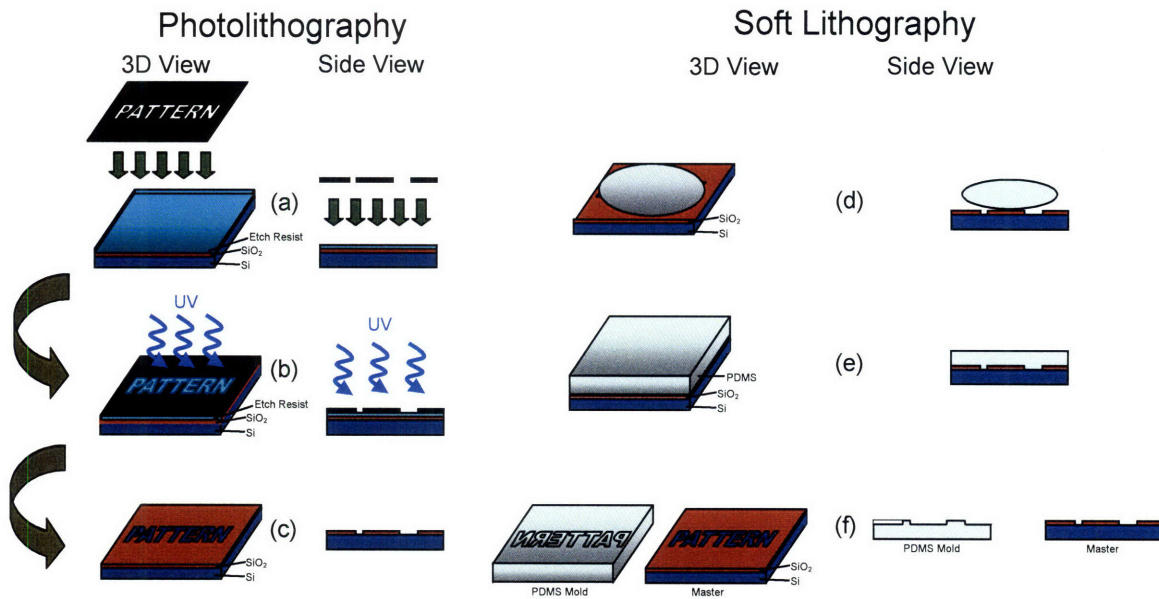 Photolithography
3D View
Side View
PATTERN
(a)
Etch Resist
SiO₂
Si
UV
UV
PATTERN
(b)
Etch Resist
SiO₂
Si
PATTERN
(c)
SiO₂
Si
Soft Lithography
3D View
Side View
(d)
SiO₂
Si
(e)
PDMS
SiO₂
Si
PATTERN
PATTERN
(f)
SiO₂
Si
PDMS Mold
Master
PDMS Mold
Master